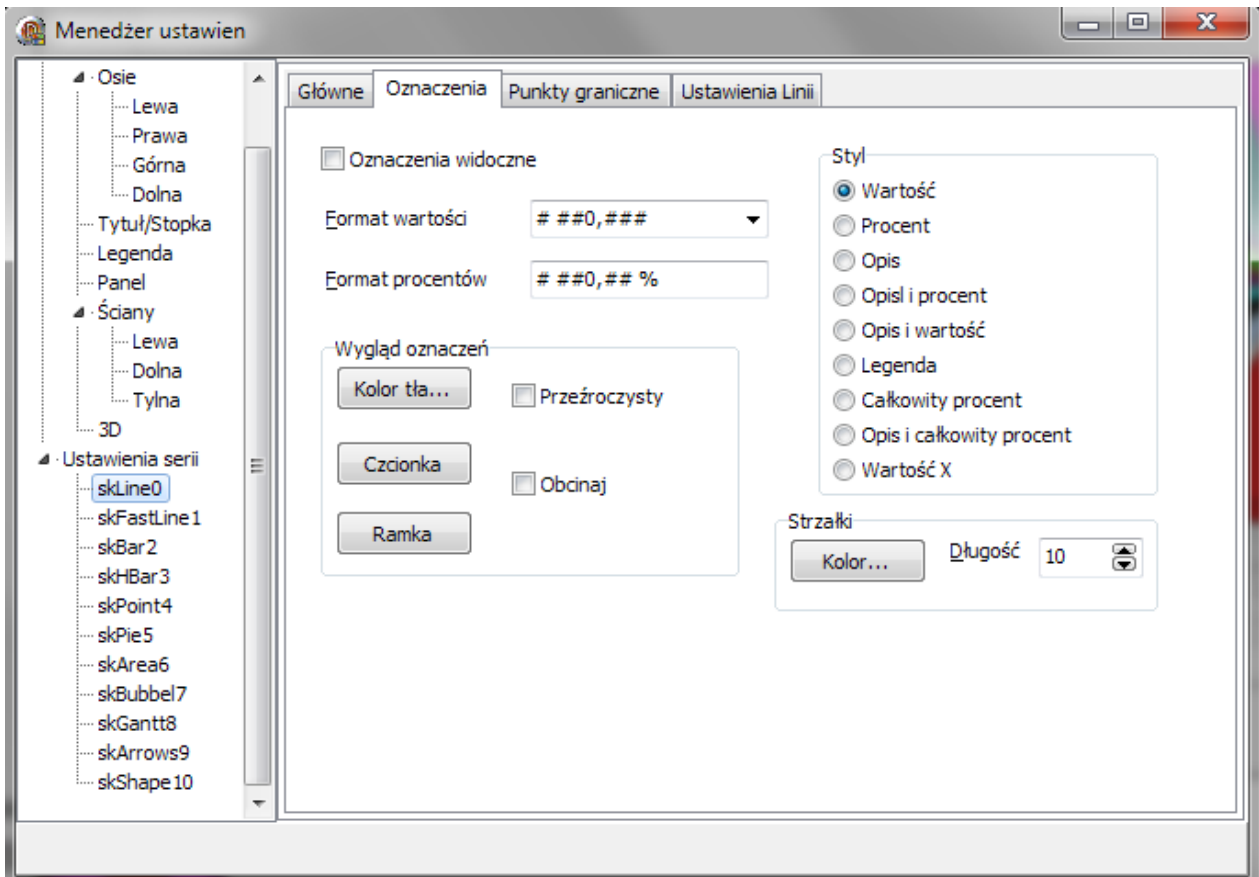 Menedżer ustawien
Osie
Lewa
Prawa
Górna
Dolna
Tytuł/Stopka
Legenda
Panel
Ściany
Lewa
Dolna
Tylna
3D
Ustawienia serii
skLine0
skFastLine1
skBar2
skHBar3
skPoint4
skPie5
skArea6
skBubbel7
skGantt8
skArrows9
skShape10
Główne
Oznaczenia
Punkty graniczne
Ustawienia Linii
Oznaczenia widoczne
Format wartości
# ##0,###
Format procentów
# ##0,## %
Wygląd oznaczeń
Kolor tła...
Przeźroczysty
Czcionka
Obcinaj
Ramka
Styl
Wartość
Procent
Opis
Opisl i procent
Opis i wartość
Legenda
Całkowity procent
Opis i całkowity procent
Wartość X
Strzałki
Kolor...
Długość
10